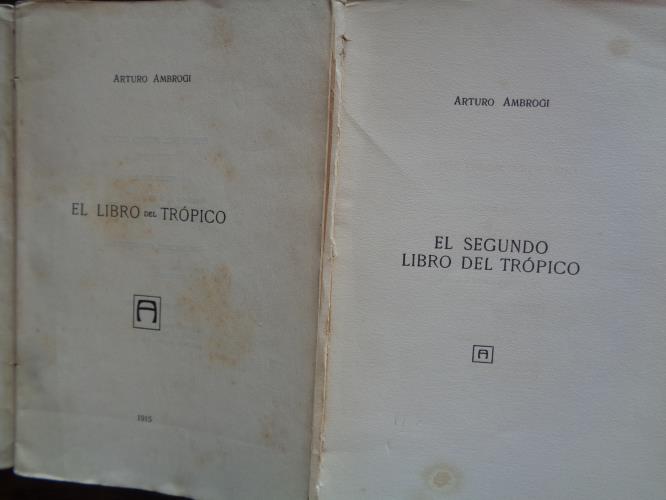 ARTURO AMBROGI
EL LIBRO DEL TRÓPICO
A
1915
ARTURO AMBROGI
EL SEGUNDO
LIBRO DEL TRÓPICO
A